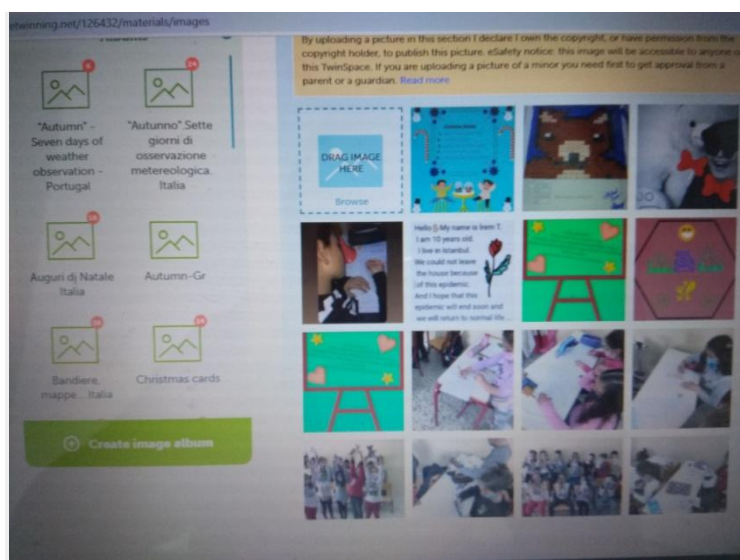 etwinning.net/126432/materials/images
By uploading a picture in this section I declare I own the copyright, or have permission from the
copyright holder, to publish this picture. eSafety notice: this image will be accessible to anyone
this TwinSpace. If you are uploading a picture of a minor you need first to get approval from a
parent or a guardian. Read more
6
"Autumn" -
Seven days of
weather
observation -
Portugal
24
"Autunno".Sette
giorni di
osservazione
metereologica.
Italia
Auguri dj Natale
Italia
Autumn-Gr
Bandiere,
mappe... Italia
Christmas cards
Create image album
DRAG IMAGE
HERE
Browse
Hello My name is Irem T.
I am 10 years old.
I live in Istanbul.
We could not leave
the house because
of this epidemic.
And I hope that this
epidemic will end soon and
we will return to normal life...